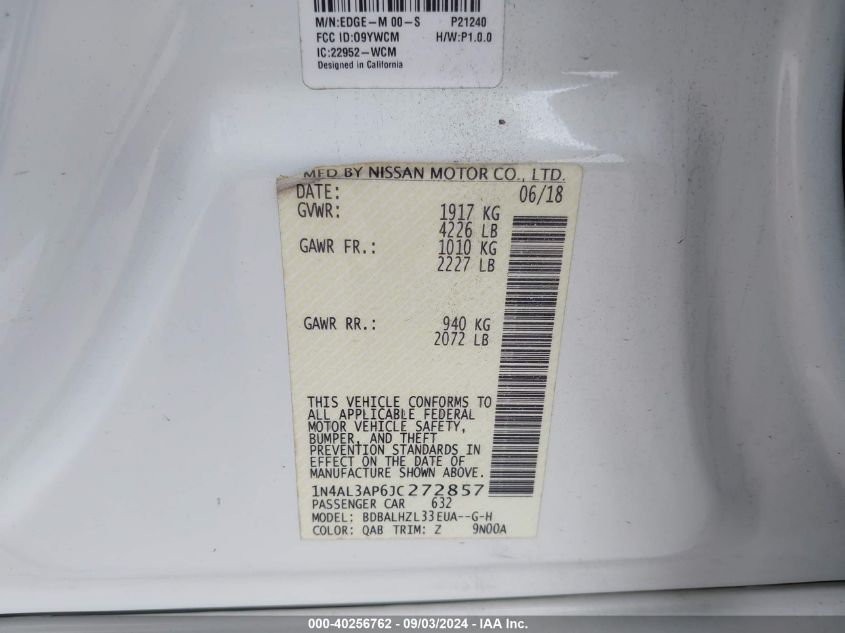 M/N:EDGE-M 00-S P21240
FCC ID:O9YWCM H/W:P1.0.0
IC:22952-WCM
Designed in California
MFD BY NISSAN MOTOR CO., LTD.
DATE: 06/18
GVWR: 1917 KG
4226 LB
GAWR FR.: 1010 KG
2227 LB
GAWR RR.: 940 KG
2072 LB
THIS VEHICLE CONFORMS TO
ALL APPLICABLE FEDERAL
MOTOR VEHICLE SAFETY,
BUMPER, AND THEFT
PREVENTION STANDARDS IN
EFFECT ON THE DATE OF
MANUFACTURE SHOWN ABOVE.
1N4AL3AP6JC272857
PASSENGER CAR 632
MODEL: BDBALHZL33EUA--G-H
COLOR: QAB TRIM: Z 9N00A
000-40256762 - 09/03/2024 - IAA Inc.